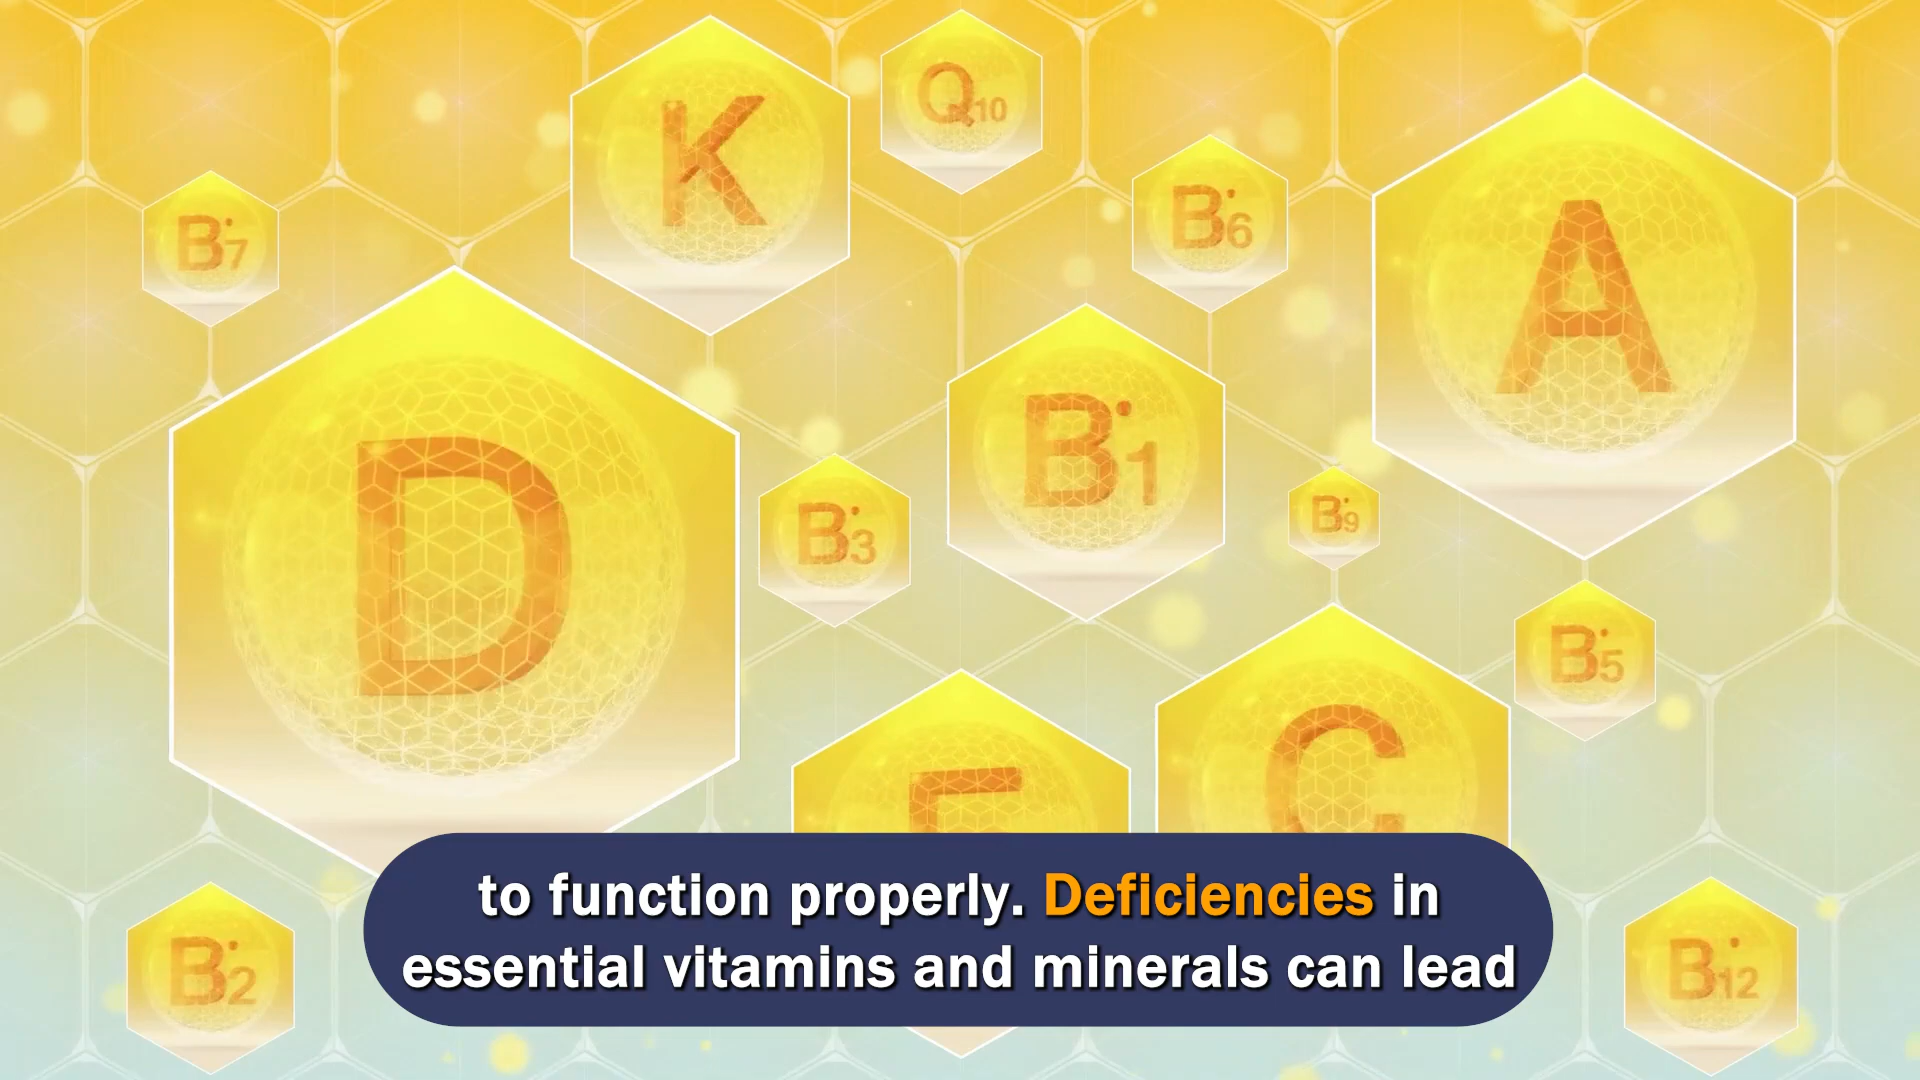 K
Q10
B7
B6
A
D
B1
B3
B9
B5
C
B2
B12
to function properly. Deficiencies in
essential vitamins and minerals can lead